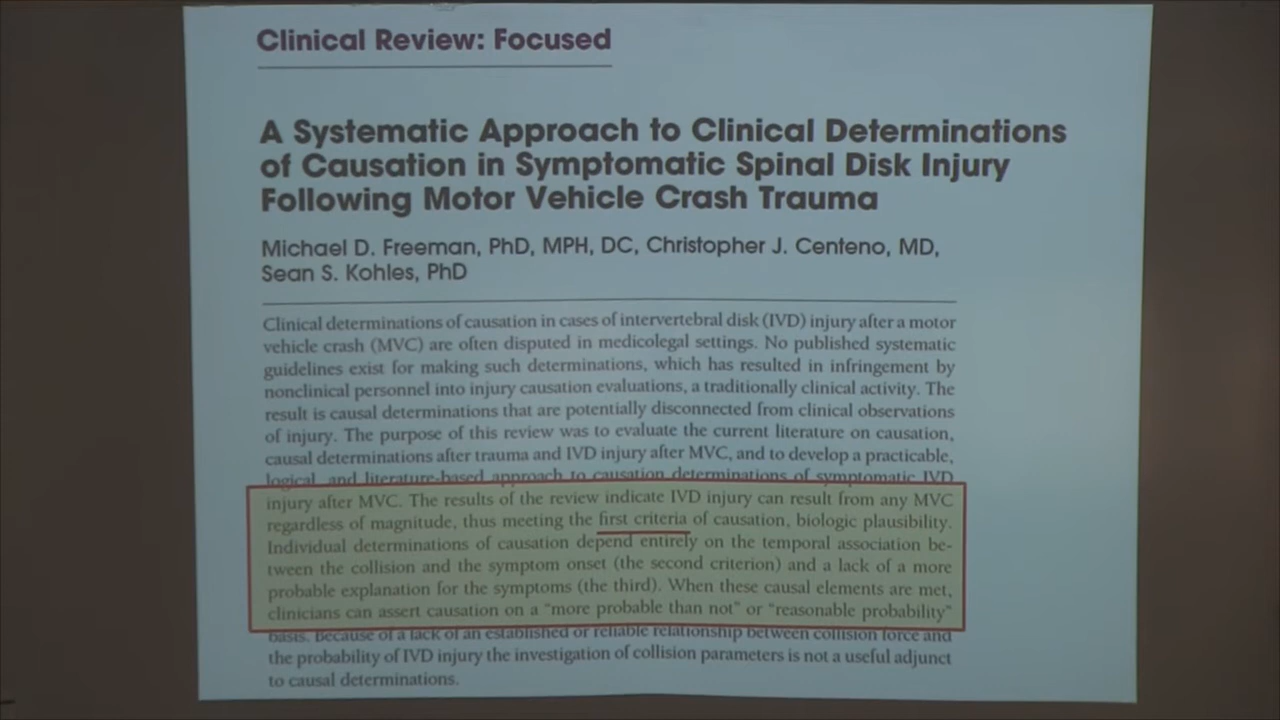 Clinical Review: Focused
A Systematic Approach to Clinical Determinations
of Causation in Symptomatic Spinal Disk Injury
Following Motor Vehicle Crash Trauma
Michael D. Freeman, PhD, MPH, DC, Christopher J. Centeno, MD,
Sean S. Kohles, PhD
Clinical determinations of causation in cases of intervertebral disk (IVD) injury after a motor
vehicle crash (MVC) are often disputed in medicolegal settings. No published systematic
guidelines exist for making such determinations, which has resulted in infringement by
nonclinical personnel into injury causation evaluations, a traditionally clinical activity. The
result is causal determinations that are potentially disconnected from clinical observations
of injury. The purpose of this review was to evaluate the current literature on causation,
causal determinations after trauma and IVD injury after MVC, and to develop a practicable,
logical, and literature-based approach to causation determinations of symptomatic IVD
injury after MVC. The results of the review indicate IVD injury can result from any MVC
regardless of magnitude, thus meeting the first criteria of causation, biologic plausibility.
Individual determinations of causation depend entirely on the temporal association be-
tween the collision and the symptom onset (the second criterion) and a lack of a more
probable explanation for the symptoms (the third). When these causal elements are met,
clinicians can assert causation on a “more probable than not” or “reasonable probability”
basis. Because of a lack of an established or reliable relationship between collision force and
the probability of IVD injury the investigation of collision parameters is not a useful adjunct
to causal determinations.